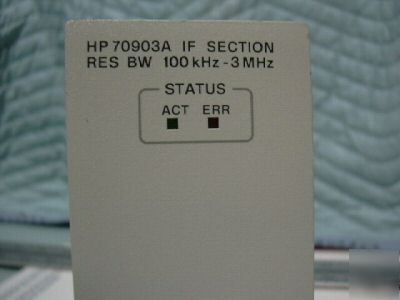 HP 70903A IF SECTION
RES BW 100 kHz - 3 MHz
STATUS
ACT ERR